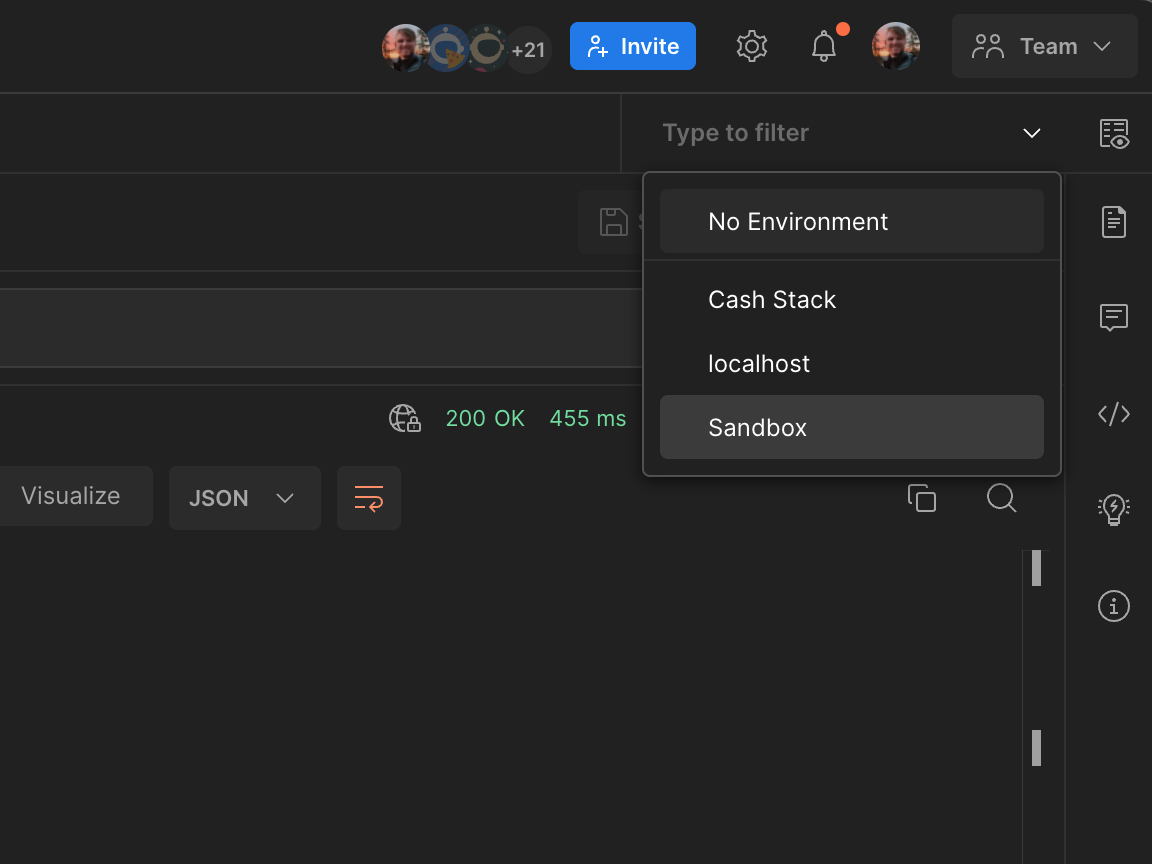 +21
Invite
Team
Type to filter
No Environment
Cash Stack
localhost
Sandbox
200 OK 455 ms
Visualize
JSON